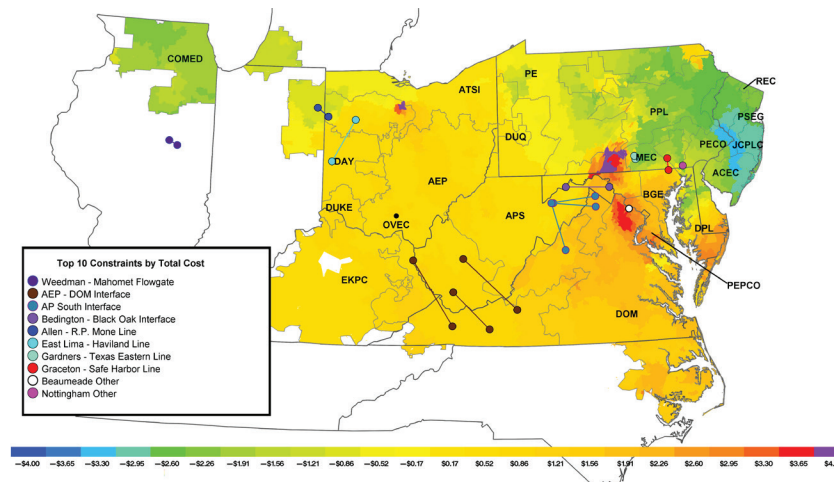 COMED
PE
ATSI
REC
PPL
PSEG
DUQ
PECO
JCPLC
MEC
DAY
ACEC
AEP
BGE
DUKE
APS
OVEC
DPL
EKPC
PEPCO
DOM
Top 10 Constraints by Total Cost
Weedman - Mahomet Flowgate
AEP - DOM Interface
AP South Interface
Bedington - Black Oak Interface
Allen - R.P. Mone Line
East Lima - Haviland Line
Gardners - Texas Eastern Line
Graceton - Safe Harbor Line
Beaumeade Other
Nottingham Other
−$4.00 −$3.65 −$3.30 −$2.95 −$2.60 −$2.26 −$1.91 −$1.56 −$1.21 −$0.86 −$0.52 −$0.17 $0.17 $0.52 $0.86 $1.21 $1.56 $1.91 $2.26 $2.60 $2.95 $3.30 $3.65 $4.